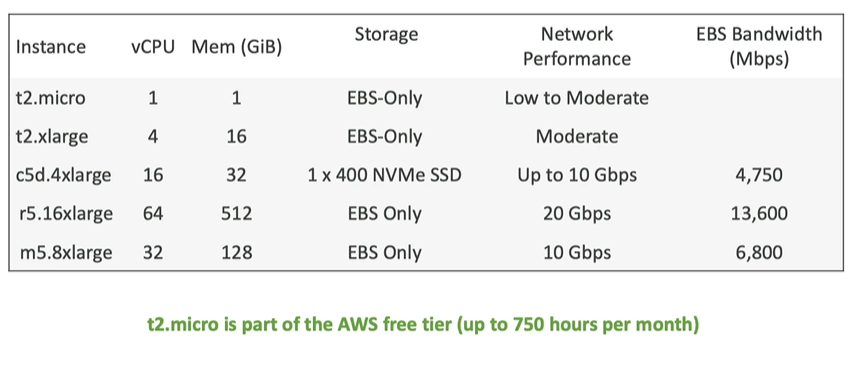 Instance vCPU Mem (GiB) Storage Network Performance EBS Bandwidth (Mbps)
t2.micro 1 1 EBS-Only Low to Moderate
t2.xlarge 4 16 EBS-Only Moderate
c5d.4xlarge 16 32 1 x 400 NVMe SSD Up to 10 Gbps 4,750
r5.16xlarge 64 512 EBS Only 20 Gbps 13,600
m5.8xlarge 32 128 EBS Only 10 Gbps 6,800
t2.micro is part of the AWS free tier (up to 750 hours per month)